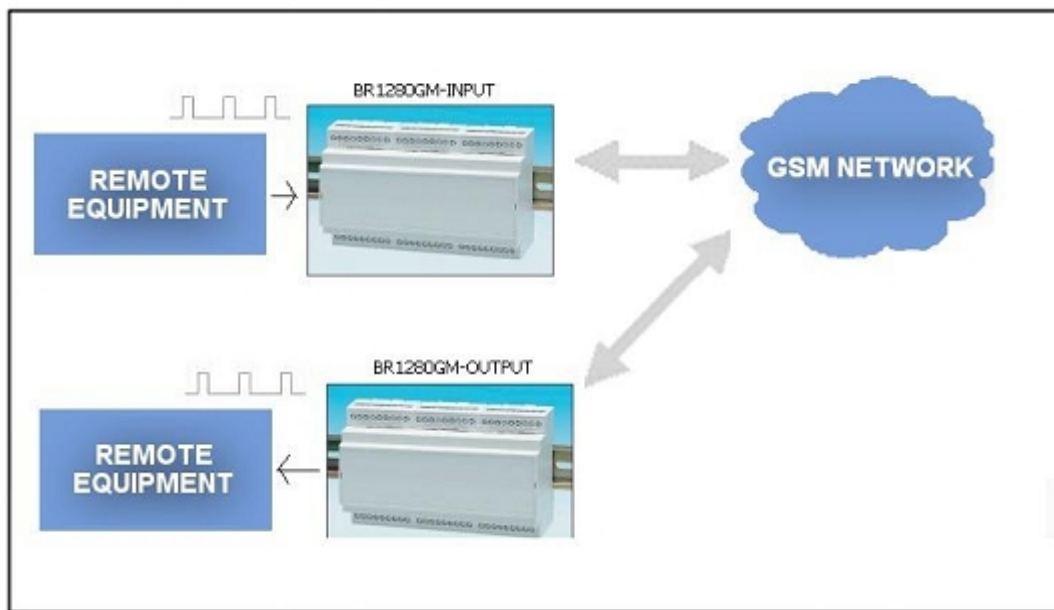 BR1280GM-INPUT
REMOTE
EQUIPMENT
GSM NETWORK
BR1280GM-OUTPUT
REMOTE
EQUIPMENT